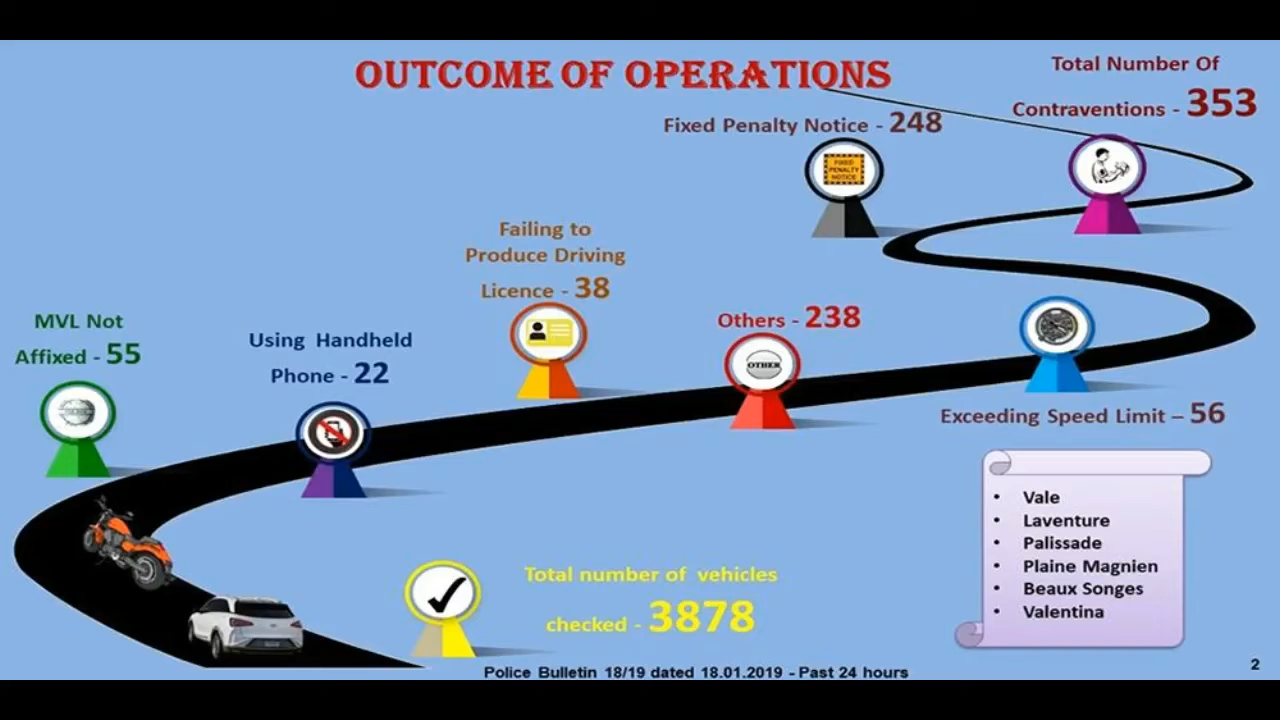 OUTCOME OF OPERATIONS
Total Number Of
Contraventions - 353
Fixed Penalty Notice - 248
FIXED
PENALTY
NOTICE
Failing to
Produce Driving
Licence - 38
MVL Not
Affixed - 55
Using Handheld
Phone - 22
Others - 238
OTHER
Exceeding Speed Limit – 56
• Vale
• Laventure
• Palissade
• Plaine Magnien
• Beaux Songes
• Valentina
Total number of vehicles
checked - 3878
Police Bulletin 18/19 dated 18.01.2019 - Past 24 hours
2